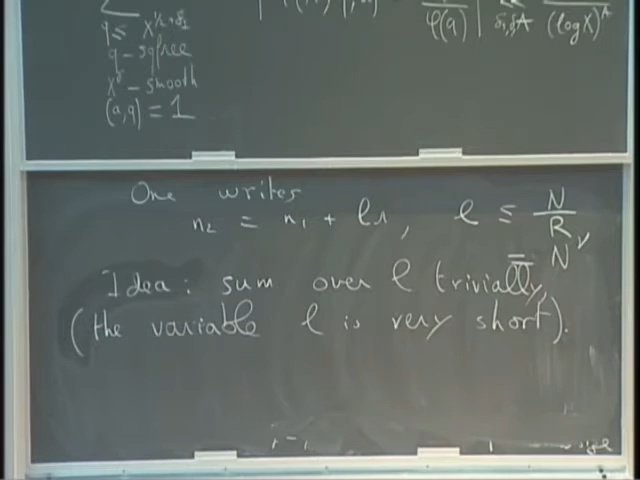 q ≤ x^{1/2+δ_1}
q - sqfree
x^δ - smooth
(a,q) = 1
φ(q)
(log x)^A
One writes
n_2 = n_1 + lr, l ≤ N/R
= N^ν
Idea: sum over l trivially,
(the variable l is very short).